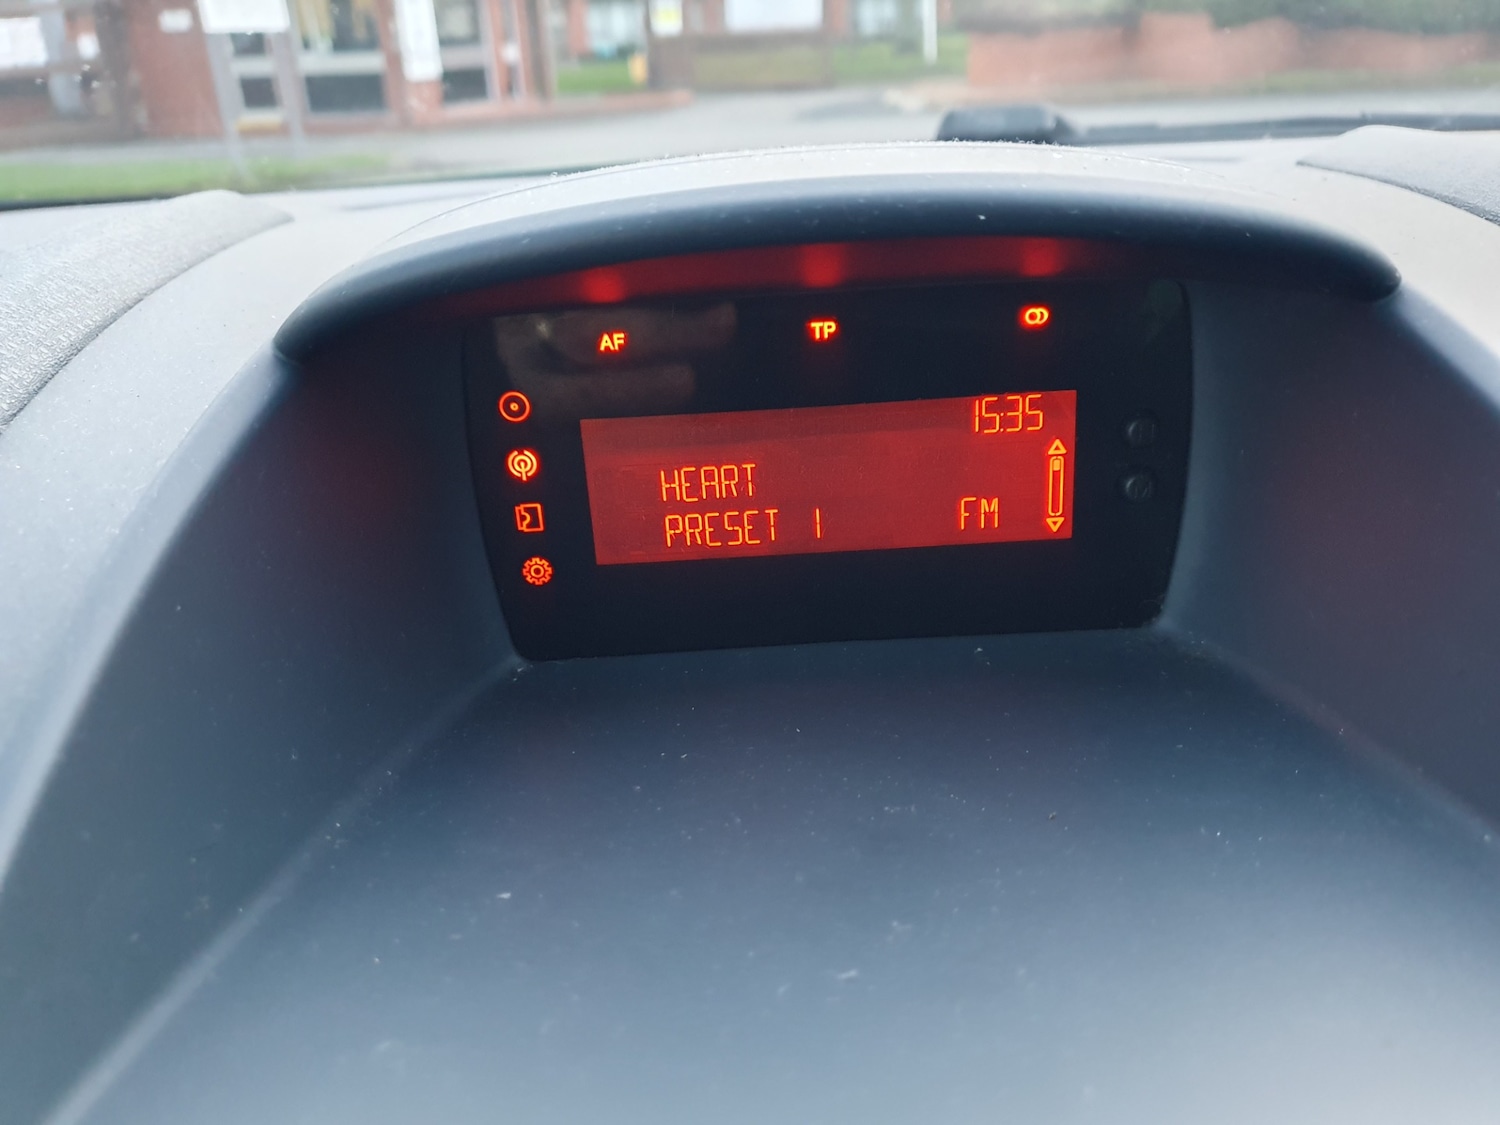 AF TP
15:35
HEART
PRESET 1 FM